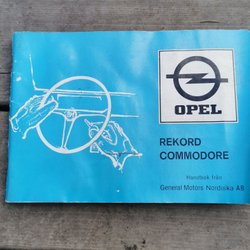 OPEL
REKORD
COMMODORE
Handbok från
General Motors Nordiska AB